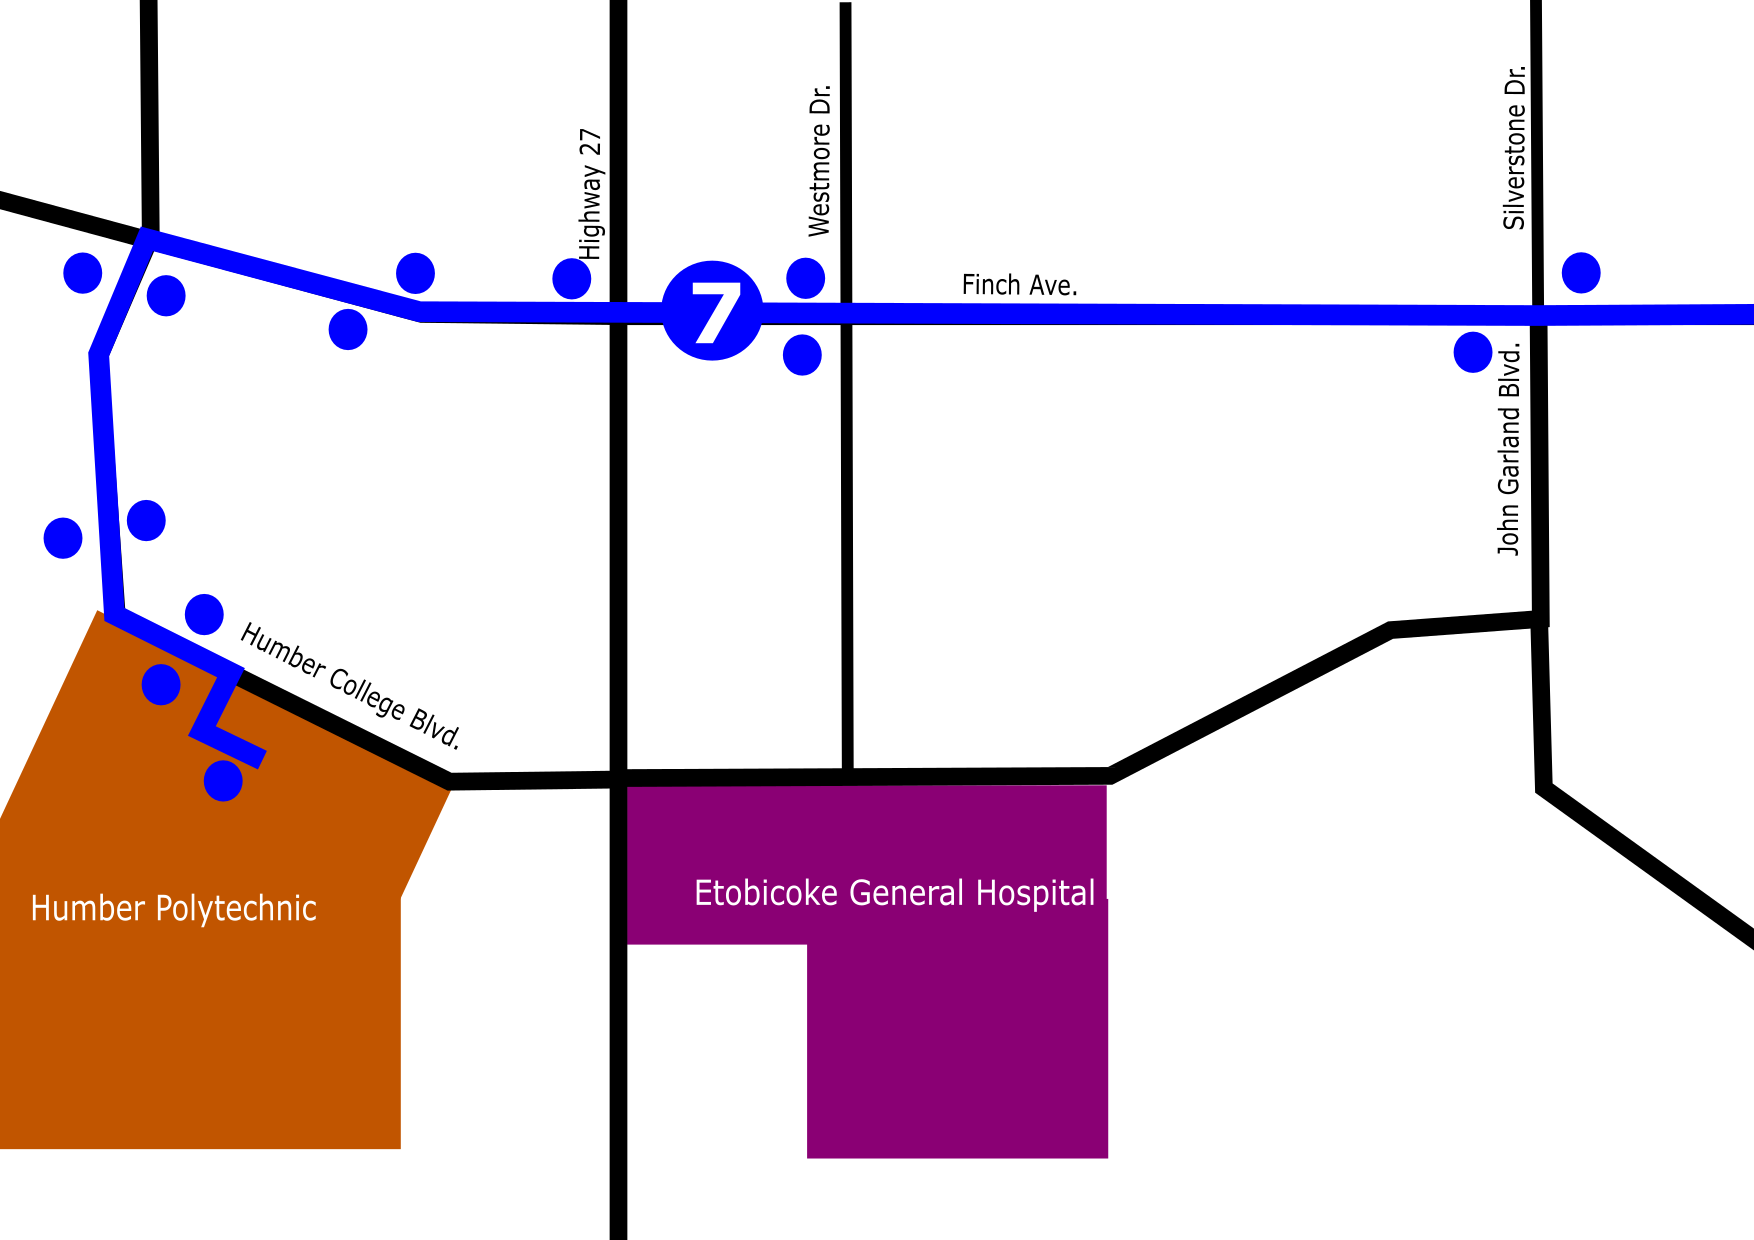 Highway 27
Westmore Dr.
Silverstone Dr.
7
Finch Ave.
John Garland Blvd.
Humber College Blvd.
Humber Polytechnic
Etobicoke General Hospital